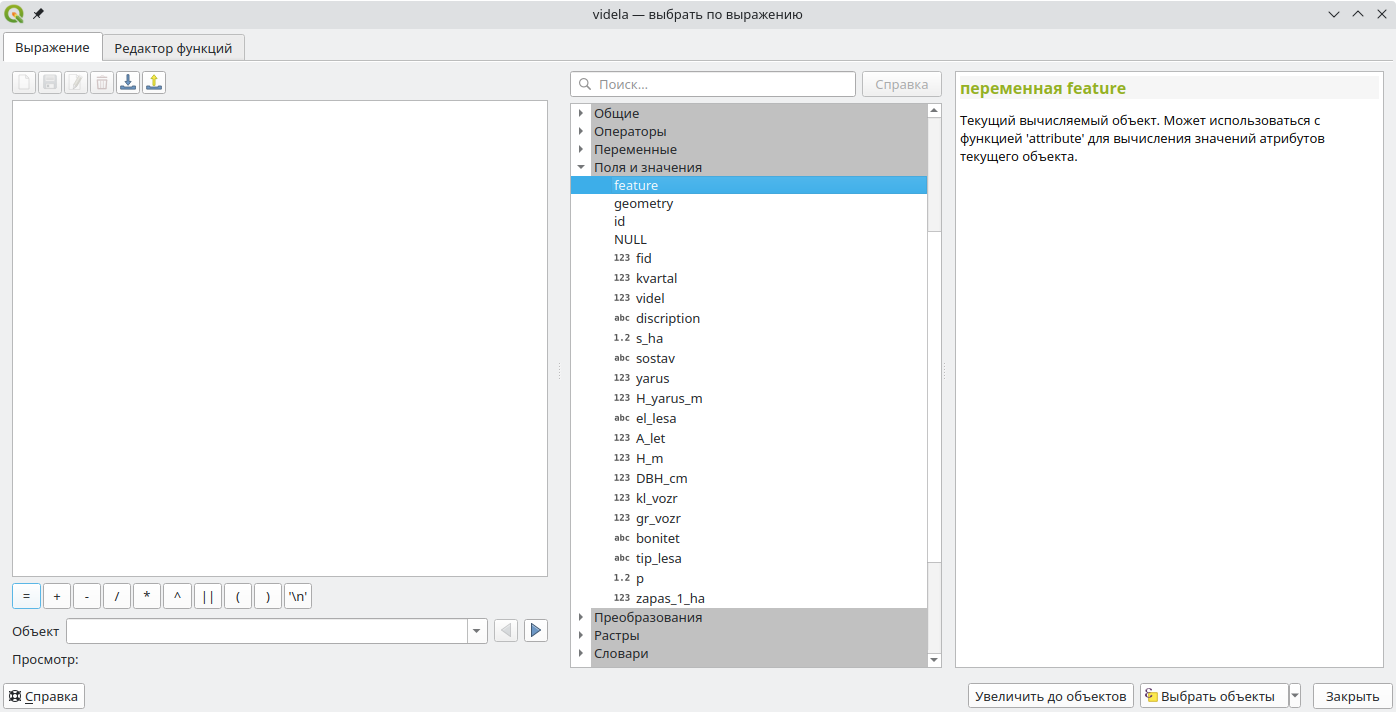 videla — выбрать по выражению
Выражение
Редактор функций
Поиск...
Справка
Общие
Операторы
Переменные
Поля и значения
feature
geometry
id
NULL
123 fid
123 kvartal
123 videl
abc discription
1.2 s_ha
abc sostav
123 yarus
123 H_yarus_m
abc el_lesa
123 A_let
123 H_m
123 DBH_cm
123 kl_vozr
123 gr_vozr
abc bonitet
abc tip_lesa
1.2 p
123 zapas_1_ha
Преобразования
Растры
Словари
переменная feature
Текущий вычисляемый объект. Может использоваться с
функцией 'attribute' для вычисления значений атрибутов
текущего объекта.
= + - / * ^ || ( ) '\n'
Объект
Просмотр:
Справка
Увеличить до объектов
Выбрать объекты
Закрыть